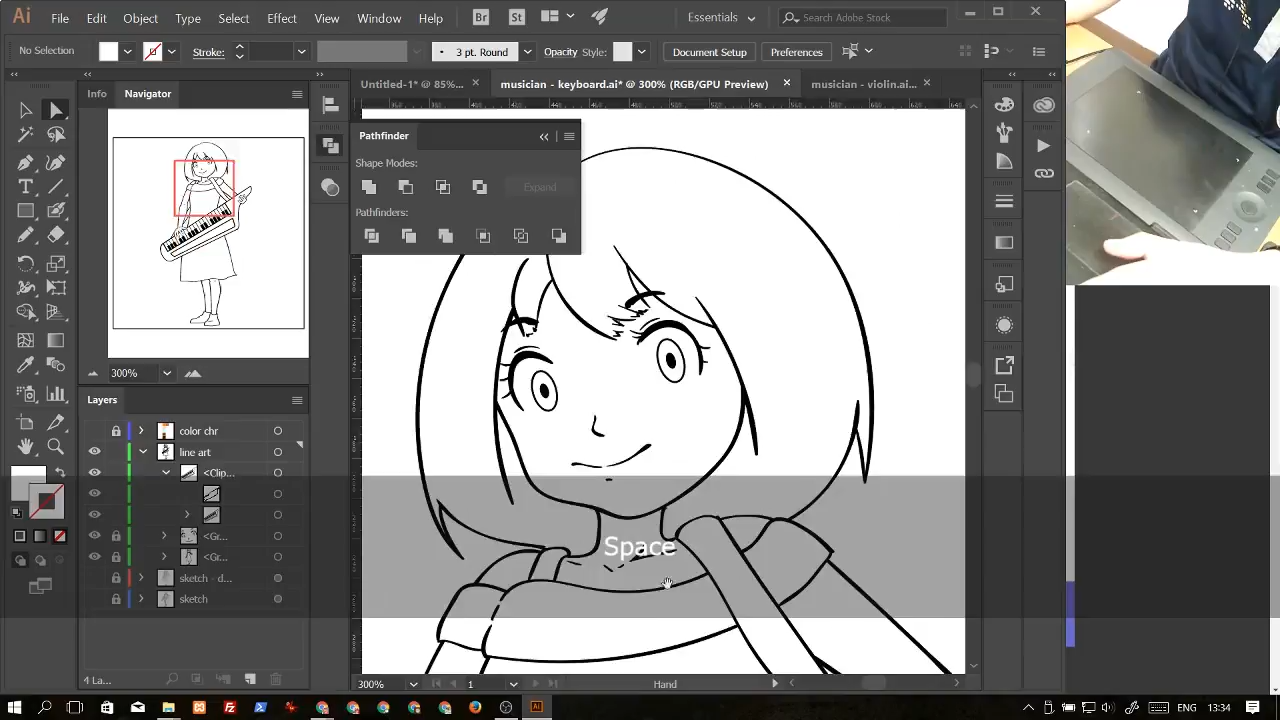 Ai File Edit Object Type Select Effect View Window Help Br St Essentials Search Adobe Stock
No Selection Stroke: 3 pt. Round Opacity Style: Document Setup Preferences
Untitled-1* @ 85%... × musician - keyboard.ai* @ 300% (RGB/GPU Preview) × musician - violin.ai... ×
Info Navigator
Pathfinder
Shape Modes:
Expand
Pathfinders:
300%
Layers
color chr
line art
<Clip...
<Gr...
<Gr...
sketch - d...
sketch
Space
4 La...
300% 1 Hand
ENG 13:34